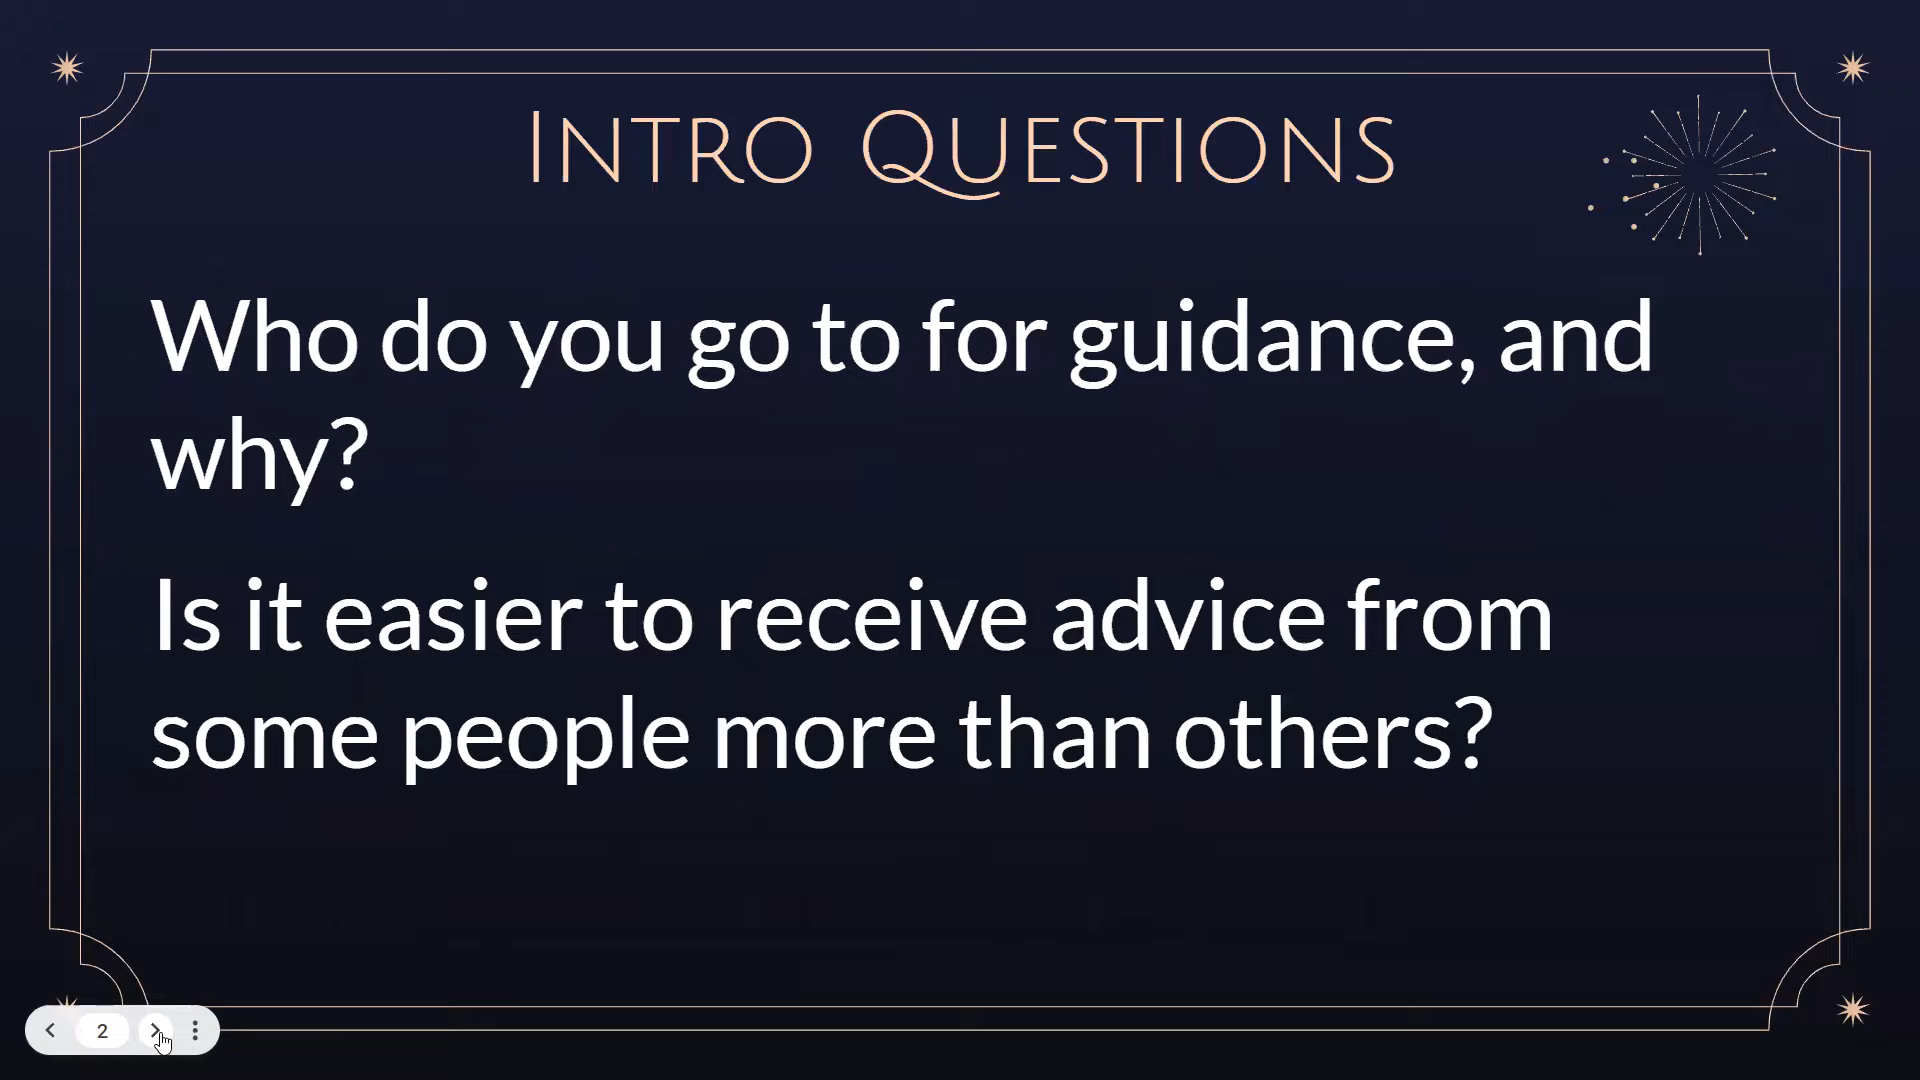 Intro Questions
Who do you go to for guidance, and
why?
Is it easier to receive advice from
some people more than others?
2